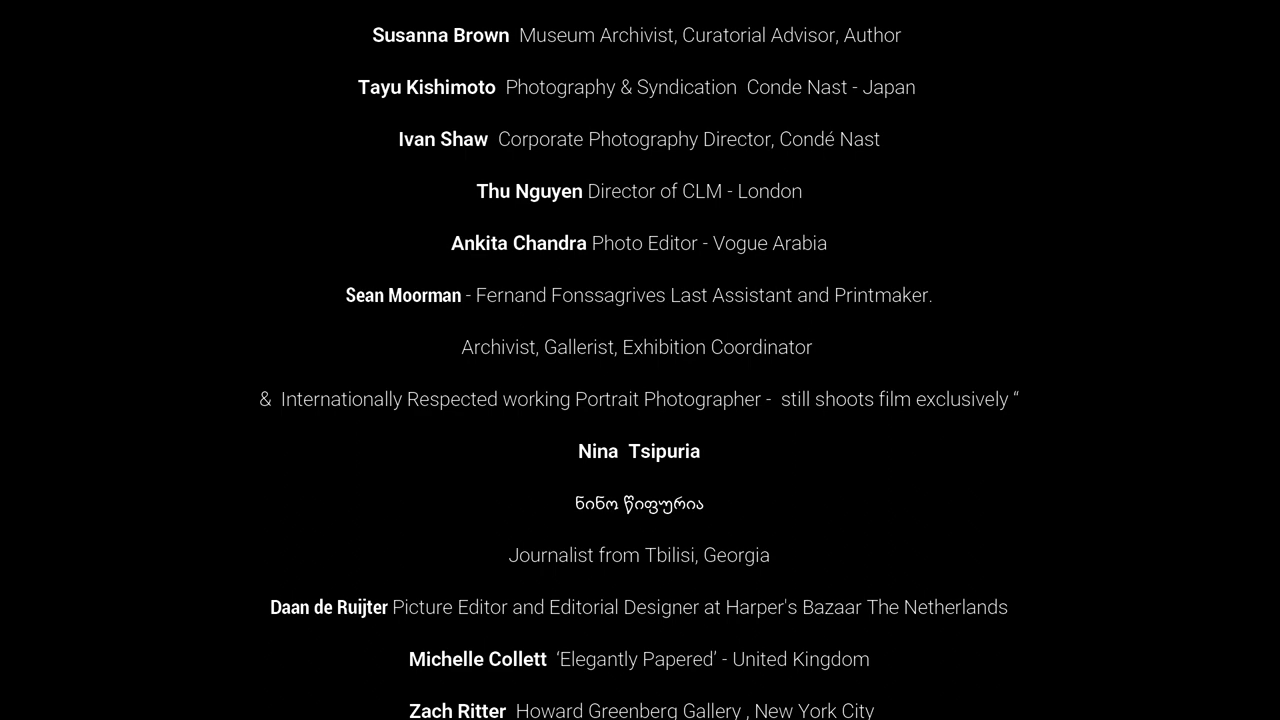 Susanna Brown  Museum Archivist, Curatorial Advisor, Author
Tayu Kishimoto  Photography & Syndication  Conde Nast - Japan
Ivan Shaw  Corporate Photography Director, Condé Nast
Thu Nguyen Director of CLM - London
Ankita Chandra Photo Editor - Vogue Arabia
Sean Moorman - Fernand Fonssagrives Last Assistant and Printmaker.
Archivist, Gallerist, Exhibition Coordinator
&  Internationally Respected working Portrait Photographer -  still shoots film exclusively “
Nina  Tsipuria
ნინო წიფურია
Journalist from Tbilisi, Georgia
Daan de Ruijter Picture Editor and Editorial Designer at Harper's Bazaar The Netherlands
Michelle Collett  ‘Elegantly Papered’ - United Kingdom
Zach Ritter  Howard Greenberg Gallery , New York City